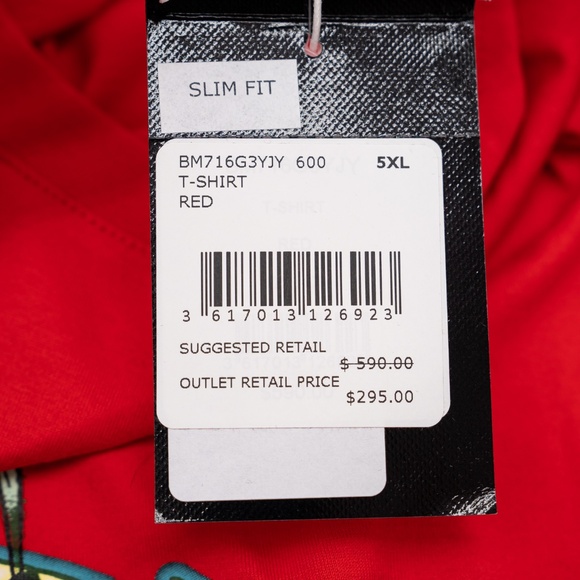 SLIM FIT
BM716G3YJY 600 5XL
T-SHIRT
RED
3 617013 126923
SUGGESTED RETAIL
$ 590.00
OUTLET RETAIL PRICE
$295.00